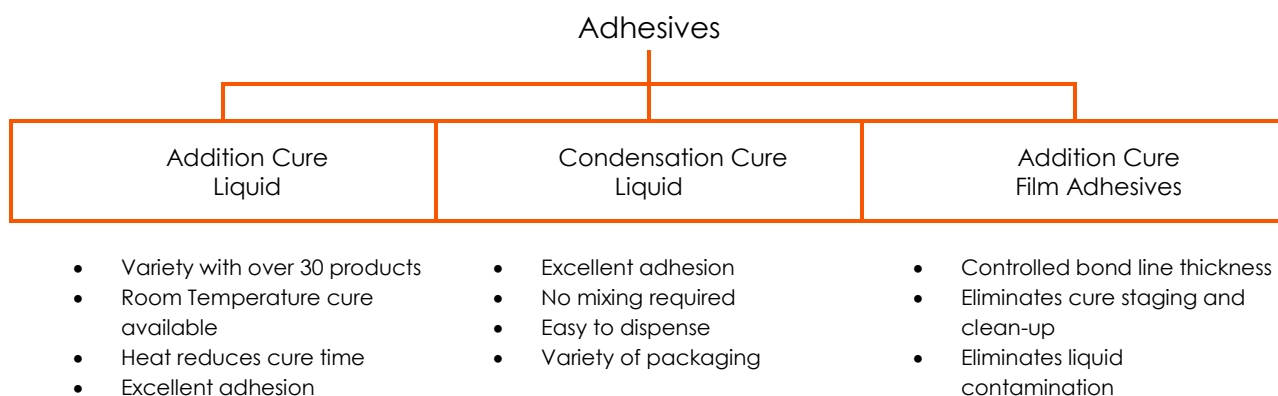 Adhesives
Addition Cure
Liquid
Condensation Cure
Liquid
Addition Cure
Film Adhesives
• Variety with over 30 products
• Room Temperature cure
available
• Heat reduces cure time
• Excellent adhesion
• Excellent adhesion
• No mixing required
• Easy to dispense
• Variety of packaging
• Controlled bond line thickness
• Eliminates cure staging and
clean-up
• Eliminates liquid
contamination